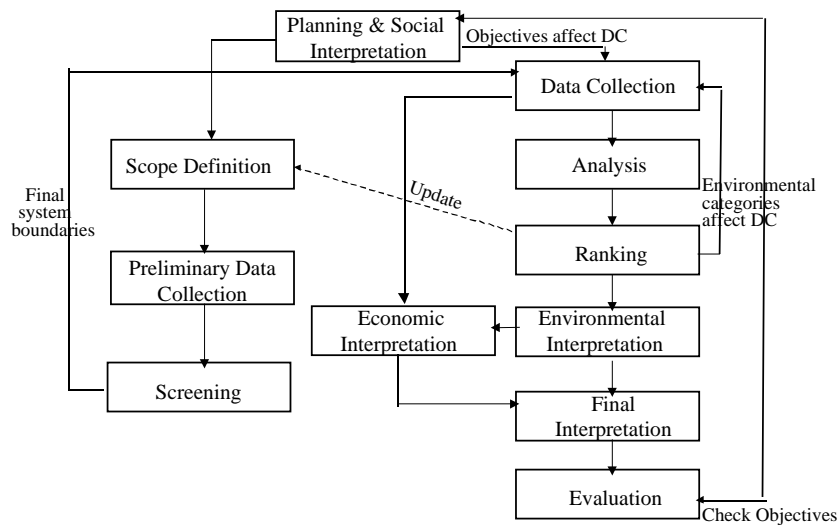 Planning & Social
Interpretation
Objectives affect DC
Data Collection
Scope Definition
Analysis
Update
Environmental
categories
affect DC
Final
system
boundaries
Ranking
Preliminary Data
Collection
Economic
Interpretation
Environmental
Interpretation
Screening
Final
Interpretation
Evaluation
Check Objectives